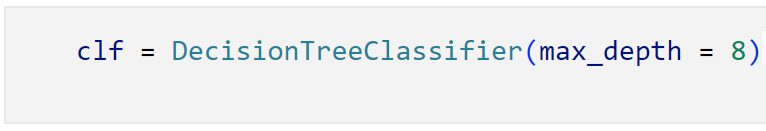 clf = DecisionTreeClassifier(max_depth = 8)